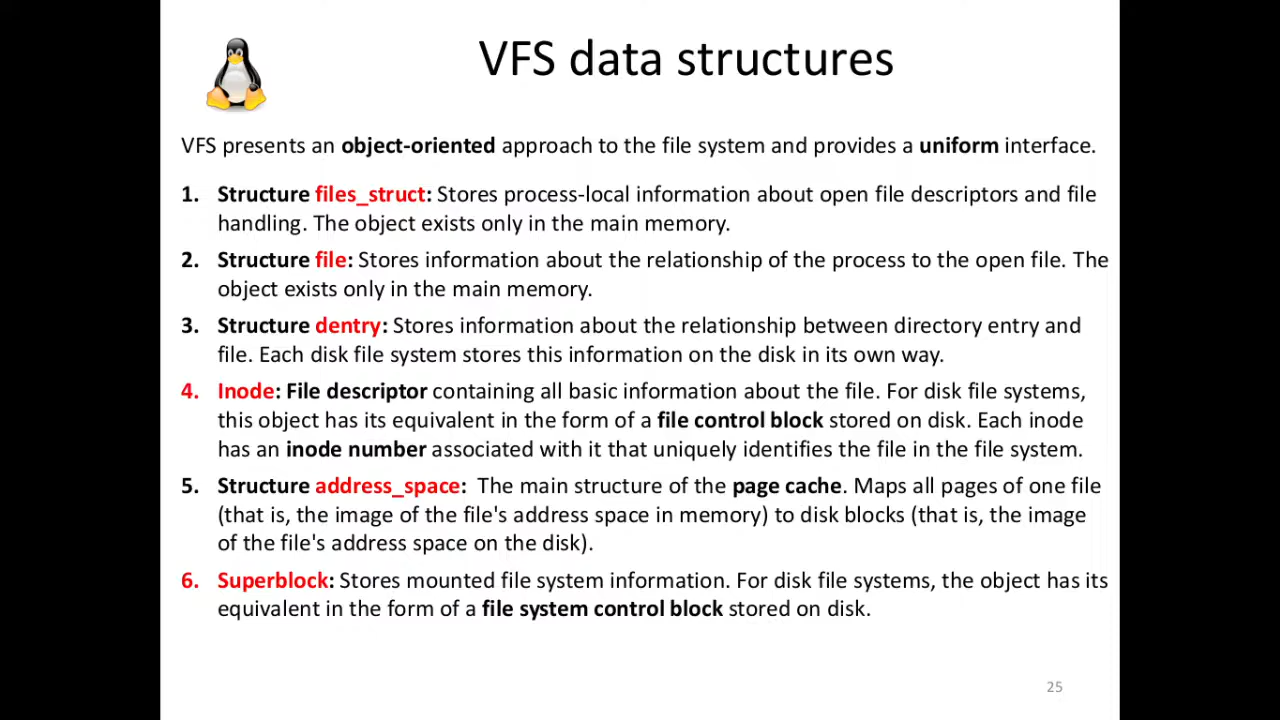 VFS data structures
VFS presents an object-oriented approach to the file system and provides a uniform interface.
1. Structure files_struct: Stores process-local information about open file descriptors and file
handling. The object exists only in the main memory.
2. Structure file: Stores information about the relationship of the process to the open file. The
object exists only in the main memory.
3. Structure dentry: Stores information about the relationship between directory entry and
file. Each disk file system stores this information on the disk in its own way.
4. Inode: File descriptor containing all basic information about the file. For disk file systems,
this object has its equivalent in the form of a file control block stored on disk. Each inode
has an inode number associated with it that uniquely identifies the file in the file system.
5. Structure address_space: The main structure of the page cache. Maps all pages of one file
(that is, the image of the file's address space in memory) to disk blocks (that is, the image
of the file's address space on the disk).
6. Superblock: Stores mounted file system information. For disk file systems, the object has its
equivalent in the form of a file system control block stored on disk.
25